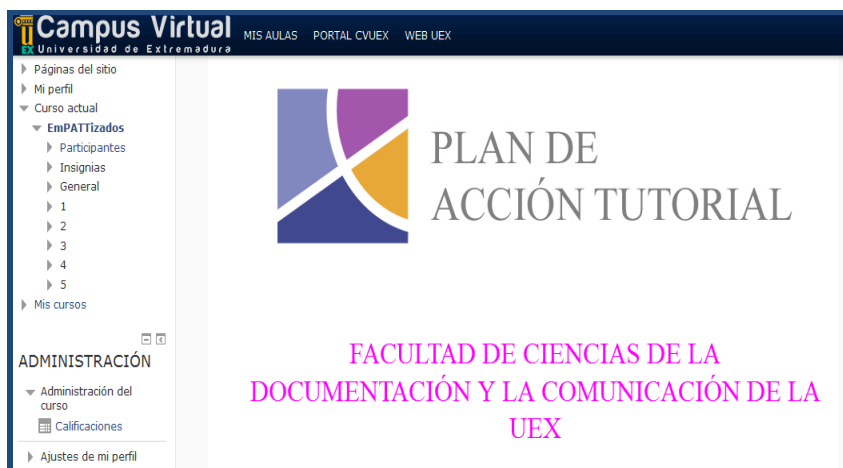 Campus Virtual
UEX Universidad de Extremadura
MIS AULAS PORTAL CVUEX WEB UEX
Páginas del sitio
Mi perfil
Curso actual
EmPATTizados
Participantes
Insignias
General
1
2
3
4
5
Mis cursos
ADMINISTRACIÓN
Administración del
curso
Calificaciones
Ajustes de mi perfil
PLAN DE
ACCIÓN TUTORIAL
FACULTAD DE CIENCIAS DE LA
DOCUMENTACIÓN Y LA COMUNICACIÓN DE LA
UEX